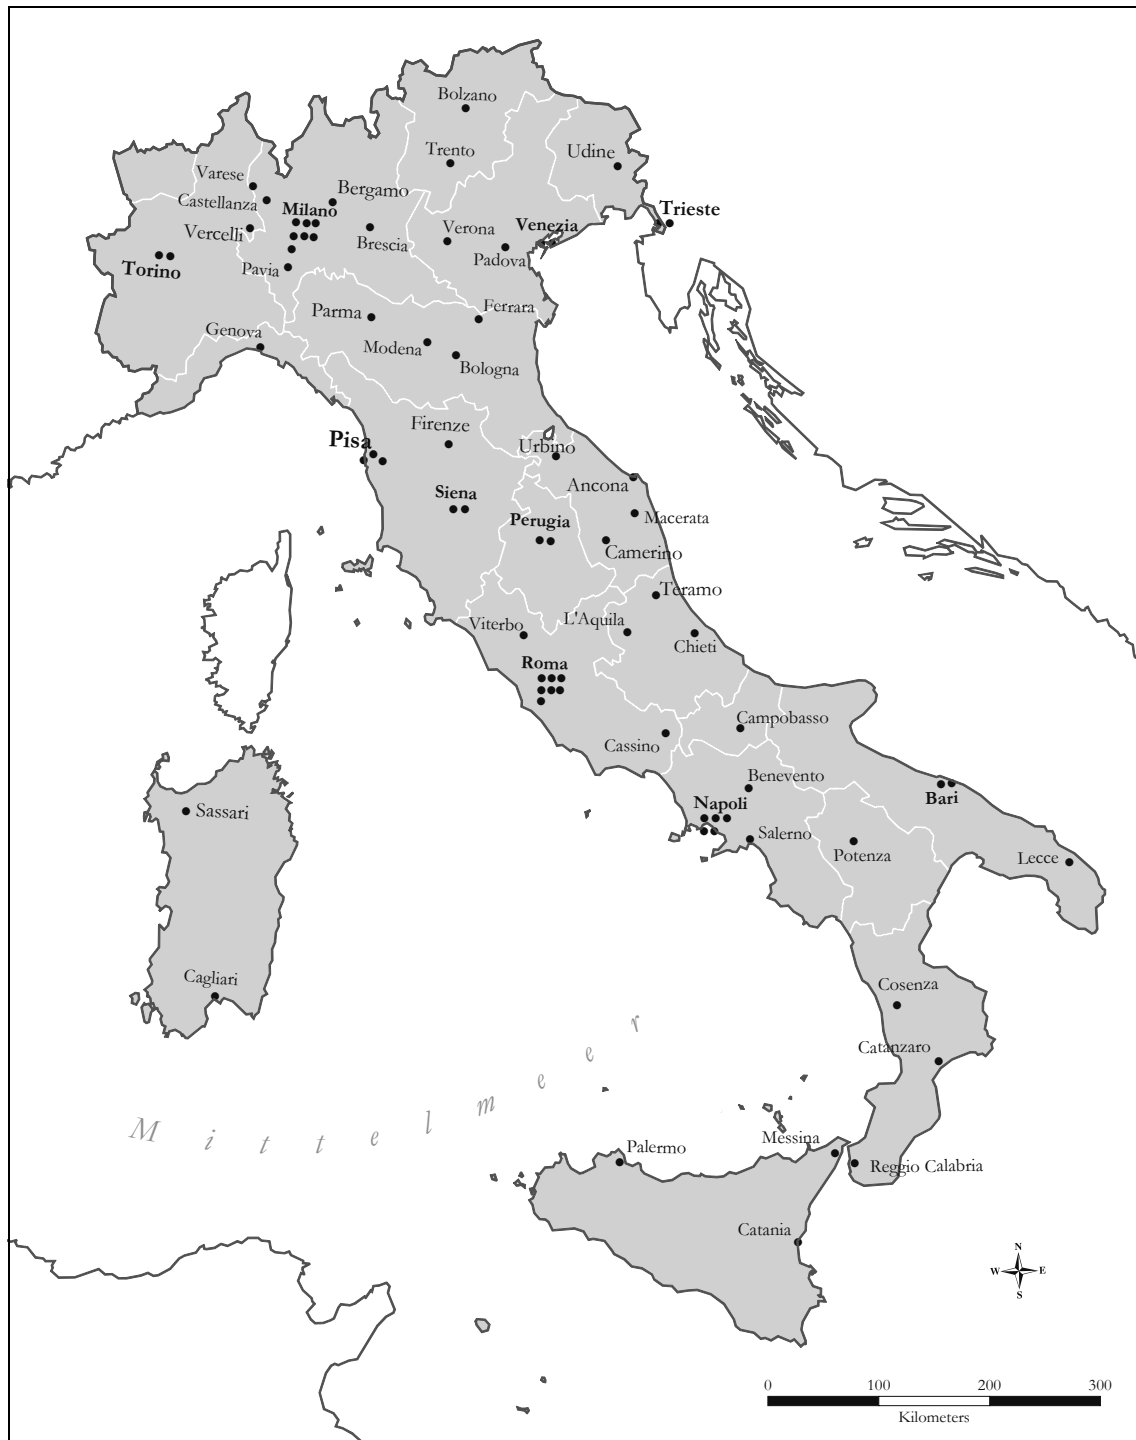 Bolzano
Trento
Udine
Varese
Castellanza
Bergamo
Milano
Trieste
Vercelli
Verona
Venezia
Brescia
Padova
Torino
Pavia
Ferrara
Parma
Genova
Modena
Bologna
Firenze
Pisa
Urbino
Ancona
Siena
Perugia
Macerata
Camerino
Teramo
Viterbo
L'Aquila
Chieti
Roma
Campobasso
Cassino
Benevento
Napoli
Bari
Sassari
Salerno
Potenza
Lecce
Cagliari
Cosenza
Catanzaro
Mittelmeer
Messina
Palermo
Reggio Calabria
Catania
N
W E
S
0 100 200 300
Kilometers